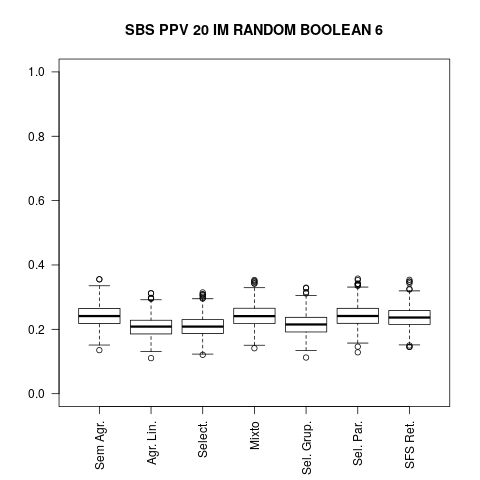 SBS PPV 20 IM RANDOM BOOLEAN 6
1.0
0.8
0.6
0.4
0.2
0.0
Sem Agr.
Agr. Lin.
Select.
Mixto
Sel. Grup.
Sel. Par.
SFS Ret.